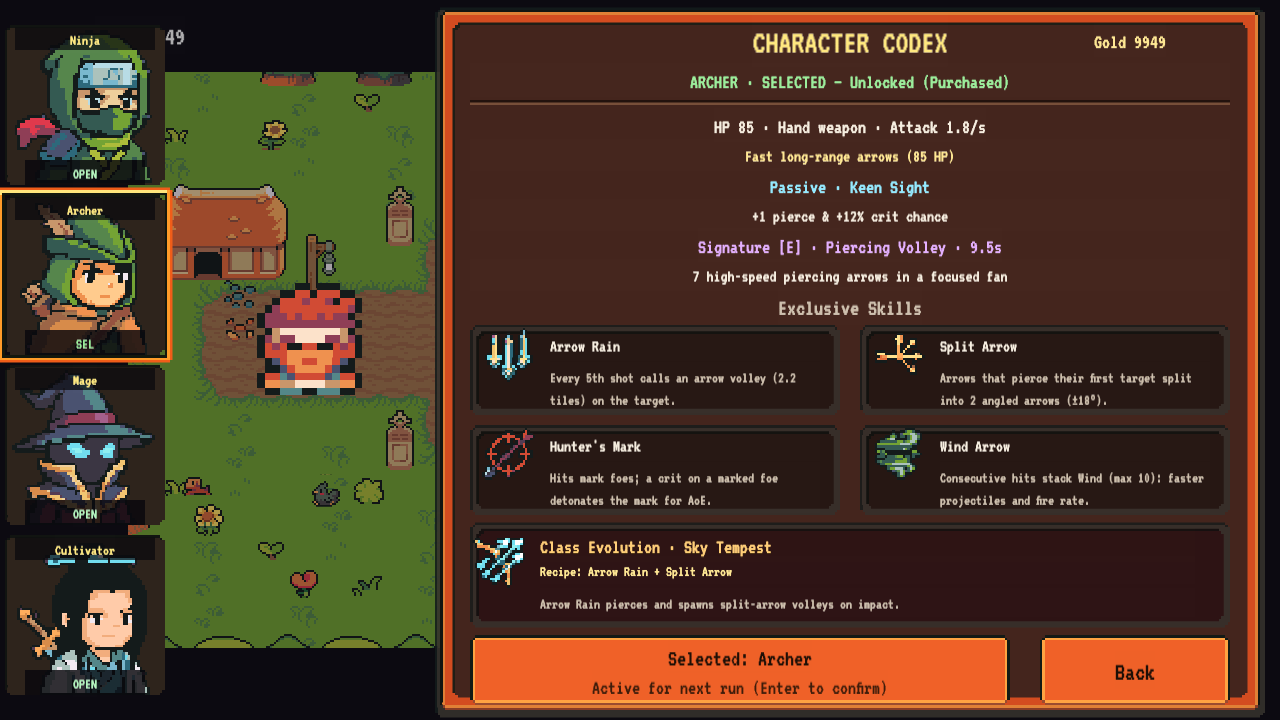 Ninja
OPEN
49
Archer
SEL
Mage
OPEN
Cultivator
OPEN
CHARACTER CODEX
Gold 9949
ARCHER · SELECTED — Unlocked (Purchased)
HP 85 · Hand weapon · Attack 1.8/s
Fast long-range arrows (85 HP)
Passive · Keen Sight
+1 pierce & +12% crit chance
Signature [E] · Piercing Volley · 9.5s
7 high-speed piercing arrows in a focused fan
Exclusive Skills
Arrow Rain
Every 5th shot calls an arrow volley (2.2
tiles) on the target.
Split Arrow
Arrows that pierce their first target split
into 2 angled arrows (±18°).
Hunter's Mark
Hits mark foes; a crit on a marked foe
detonates the mark for AoE.
Wind Arrow
Consecutive hits stack Wind (max 10): faster
projectiles and fire rate.
Class Evolution · Sky Tempest
Recipe: Arrow Rain + Split Arrow
Arrow Rain pierces and spawns split-arrow volleys on impact.
Selected: Archer
Active for next run (Enter to confirm)
Back